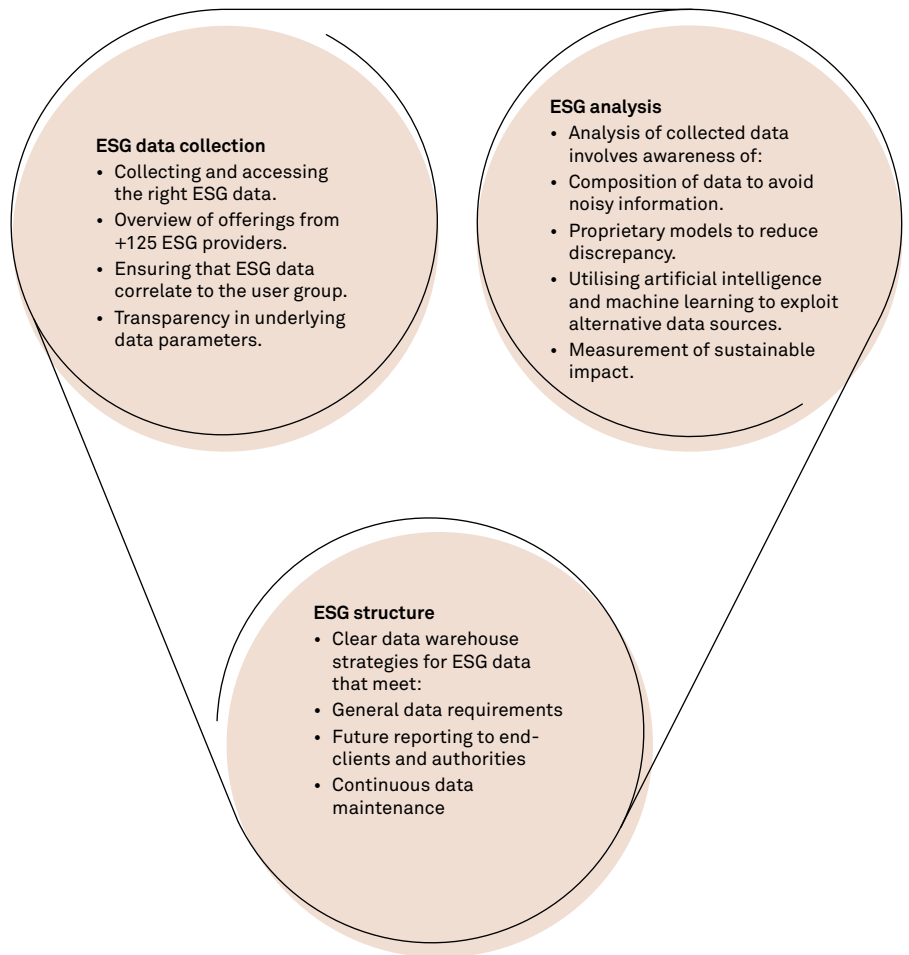 ESG data collection
• Collecting and accessing
the right ESG data.
• Overview of offerings from
+125 ESG providers.
• Ensuring that ESG data
correlate to the user group.
• Transparency in underlying
data parameters.
ESG analysis
• Analysis of collected data
involves awareness of:
• Composition of data to avoid
noisy information.
• Proprietary models to reduce
discrepancy.
• Utilising artificial intelligence
and machine learning to exploit
alternative data sources.
• Measurement of sustainable
impact.
ESG structure
• Clear data warehouse
strategies for ESG data
that meet:
• General data requirements
• Future reporting to end-
clients and authorities
• Continuous data
maintenance